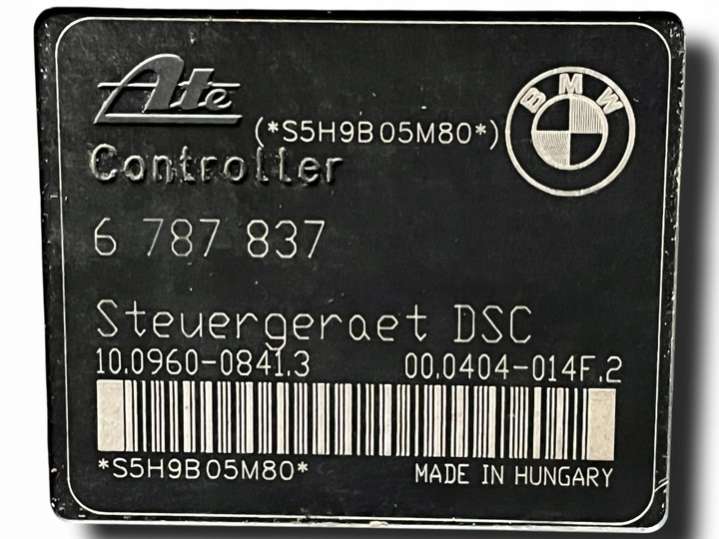 Ate
(*S5H9B05M80*)
BMW
Controller
6 787 837
Steuergeraet DSC
10.0960-0841.3 00.0404-014F.2
*S5H9B05M80* MADE IN HUNGARY